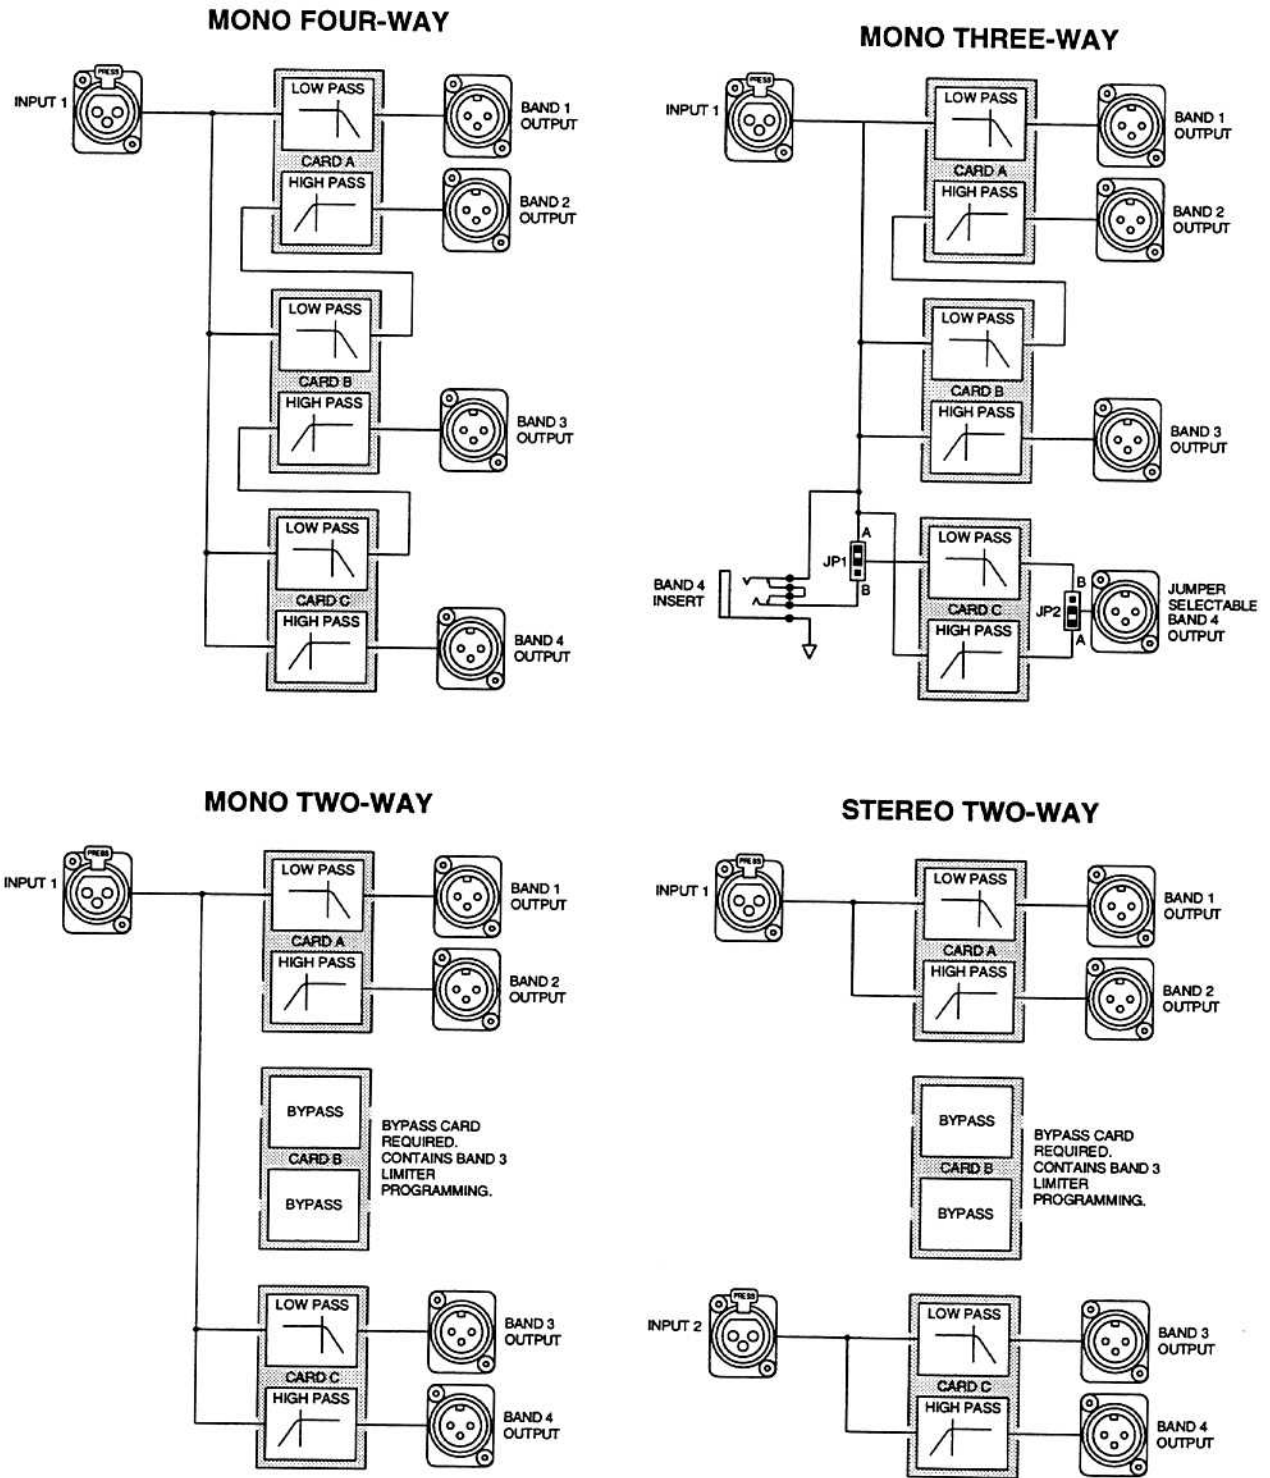 MONO FOUR-WAY
PRESS
INPUT 1
LOW PASS
BAND 1
OUTPUT
CARD A
HIGH PASS
BAND 2
OUTPUT
LOW PASS
CARD B
HIGH PASS
BAND 3
OUTPUT
LOW PASS
CARD C
HIGH PASS
BAND 4
OUTPUT
MONO THREE-WAY
PRESS
INPUT 1
LOW PASS
BAND 1
OUTPUT
CARD A
HIGH PASS
BAND 2
OUTPUT
LOW PASS
CARD B
HIGH PASS
BAND 3
OUTPUT
A
LOW PASS
JP1
BAND 4
INSERT
B
B
JUMPER
SELECTABLE
BAND 4
OUTPUT
CARD C
JP2
HIGH PASS
A
MONO TWO-WAY
PRESS
INPUT 1
LOW PASS
BAND 1
OUTPUT
CARD A
HIGH PASS
BAND 2
OUTPUT
BYPASS
CARD B
BYPASS
BYPASS CARD
REQUIRED.
CONTAINS BAND 3
LIMITER
PROGRAMMING.
LOW PASS
BAND 3
OUTPUT
CARD C
HIGH PASS
BAND 4
OUTPUT
STEREO TWO-WAY
PRESS
INPUT 1
LOW PASS
BAND 1
OUTPUT
CARD A
HIGH PASS
BAND 2
OUTPUT
BYPASS
CARD B
BYPASS
BYPASS CARD
REQUIRED.
CONTAINS BAND 3
LIMITER
PROGRAMMING.
PRESS
INPUT 2
LOW PASS
BAND 3
OUTPUT
CARD C
HIGH PASS
BAND 4
OUTPUT